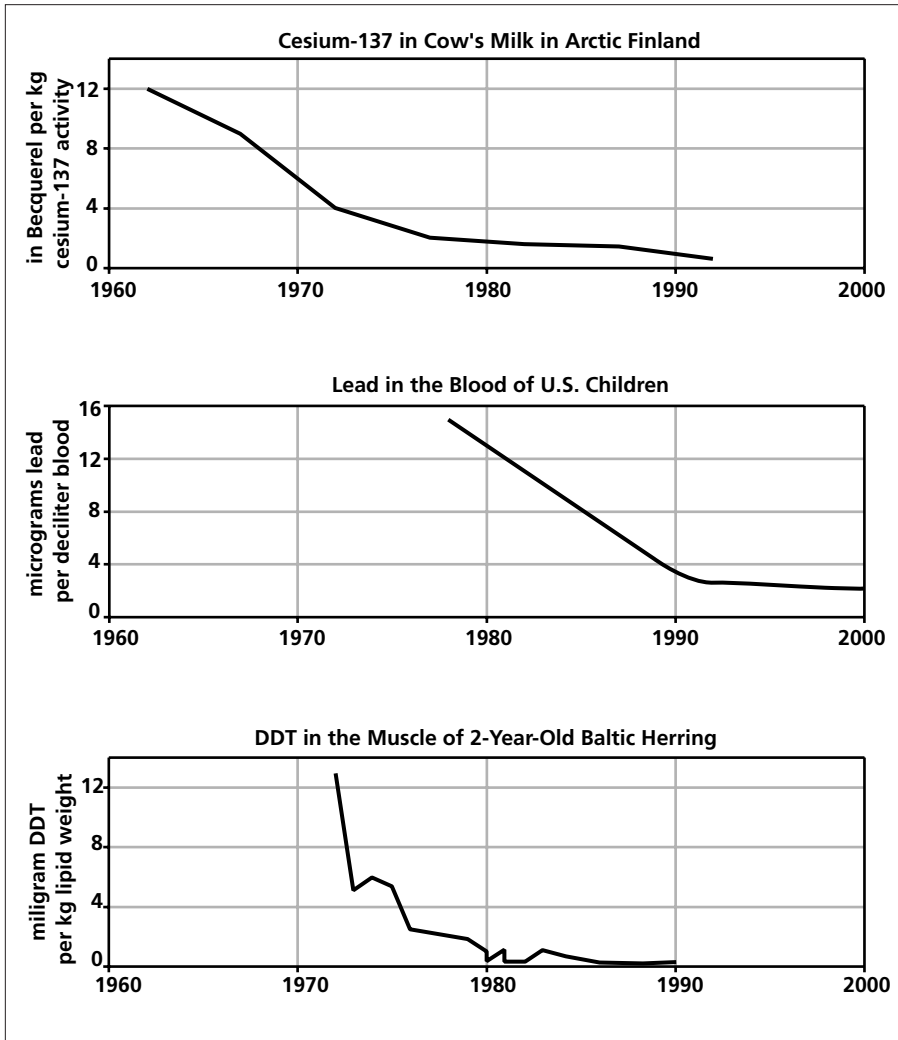 Cesium-137 in Cow's Milk in Arctic Finland
in Becquerel per kg
cesium-137 activity
12
8
4
0
1960 1970 1980 1990 2000
Lead in the Blood of U.S. Children
micrograms lead
per deciliter blood
16
12
8
4
0
1960 1970 1980 1990 2000
DDT in the Muscle of 2-Year-Old Baltic Herring
miligram DDT
per kg lipid weight
12
8
4
0
1960 1970 1980 1990 2000